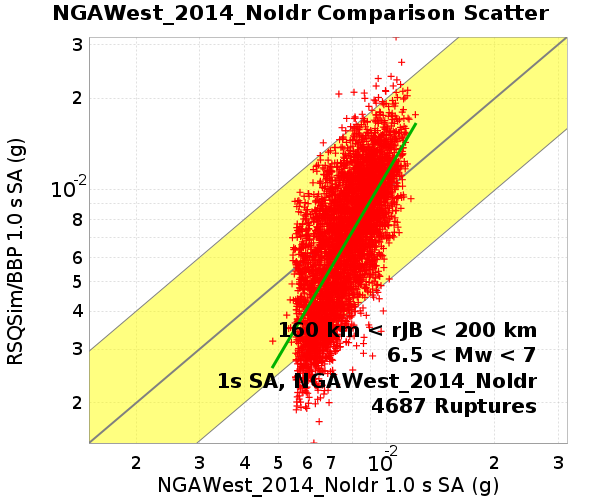 NGAWest_2014_NoIdr Comparison Scatter
3
2
10-2
8
6
5
4
3
2
RSQSim/BBP 1.0 s SA (g)
160 km < rJB < 200 km
6.5 < Mw < 7
1s SA, NGAWest_2014_NoIdr
4687 Ruptures
2 3 4 5 6 7 10-2 2 3
NGAWest_2014_NoIdr 1.0 s SA (g)